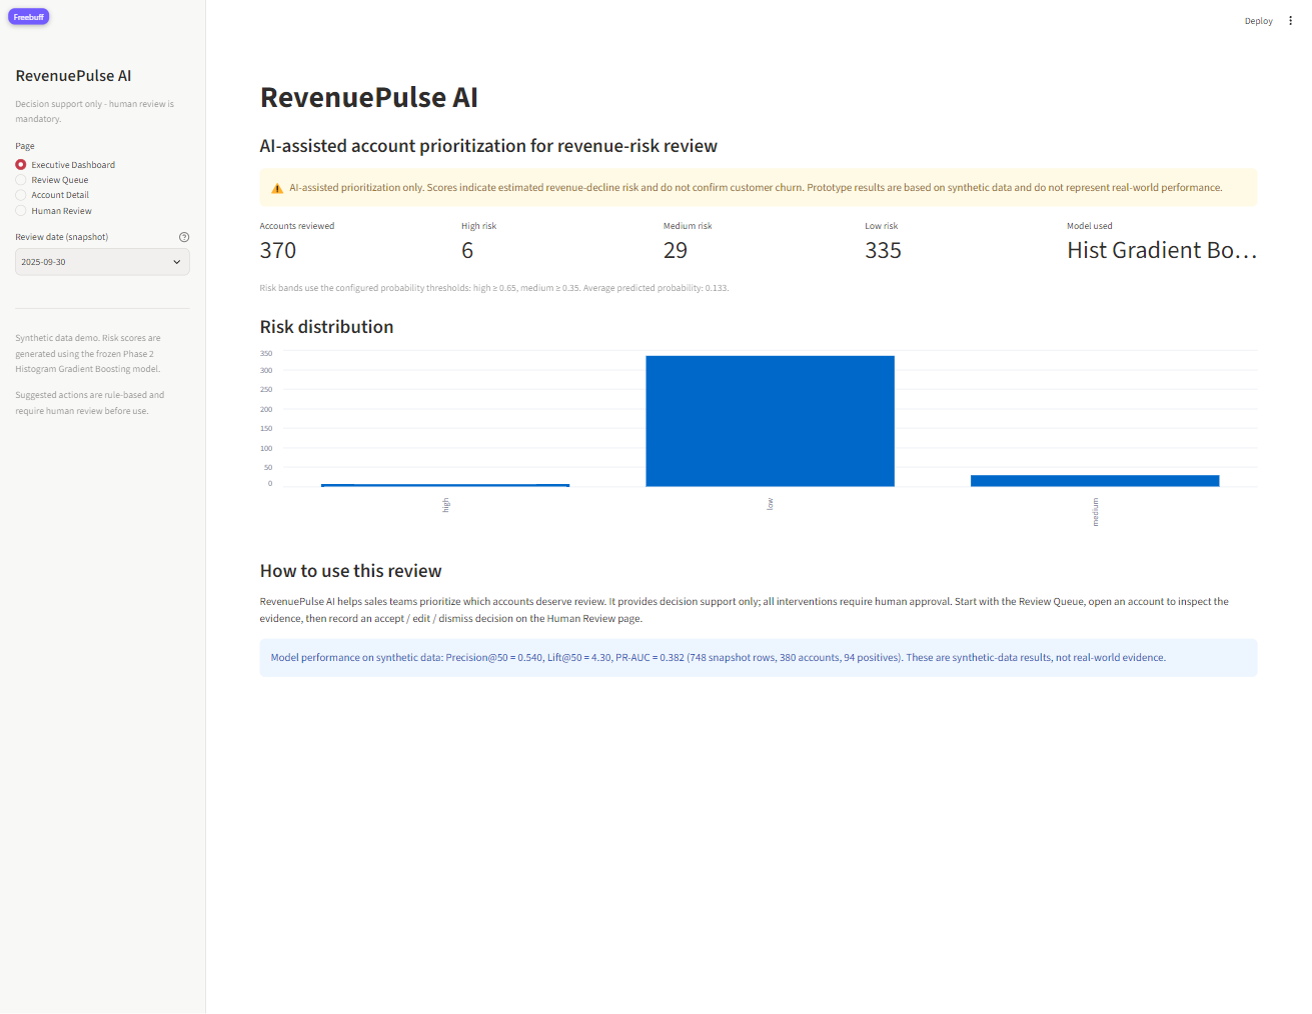 Freebuff
Deploy
RevenuePulse AI
Decision support only - human review is
mandatory.
Page
Executive Dashboard
Review Queue
Account Detail
Human Review
Review date (snapshot)
2025-09-30
Synthetic data demo. Risk scores are
generated using the frozen Phase 2
Histogram Gradient Boosting model.
Suggested actions are rule-based and
require human review before use.
RevenuePulse AI
AI-assisted account prioritization for revenue-risk review
AI-assisted prioritization only. Scores indicate estimated revenue-decline risk and do not confirm customer churn. Prototype results are based on synthetic data and do not represent real-world performance.
Accounts reviewed
370
High risk
6
Medium risk
29
Low risk
335
Model used
Hist Gradient Bo...
Risk bands use the configured probability thresholds: high ≥ 0.65, medium ≥ 0.35. Average predicted probability: 0.133.
Risk distribution
350
300
250
200
150
100
50
0
high
low
medium
How to use this review
RevenuePulse AI helps sales teams prioritize which accounts deserve review. It provides decision support only; all interventions require human approval. Start with the Review Queue, open an account to inspect the
evidence, then record an accept / edit / dismiss decision on the Human Review page.
Model performance on synthetic data: Precision@50 = 0.540, Lift@50 = 4.30, PR-AUC = 0.382 (748 snapshot rows, 380 accounts, 94 positives). These are synthetic-data results, not real-world evidence.